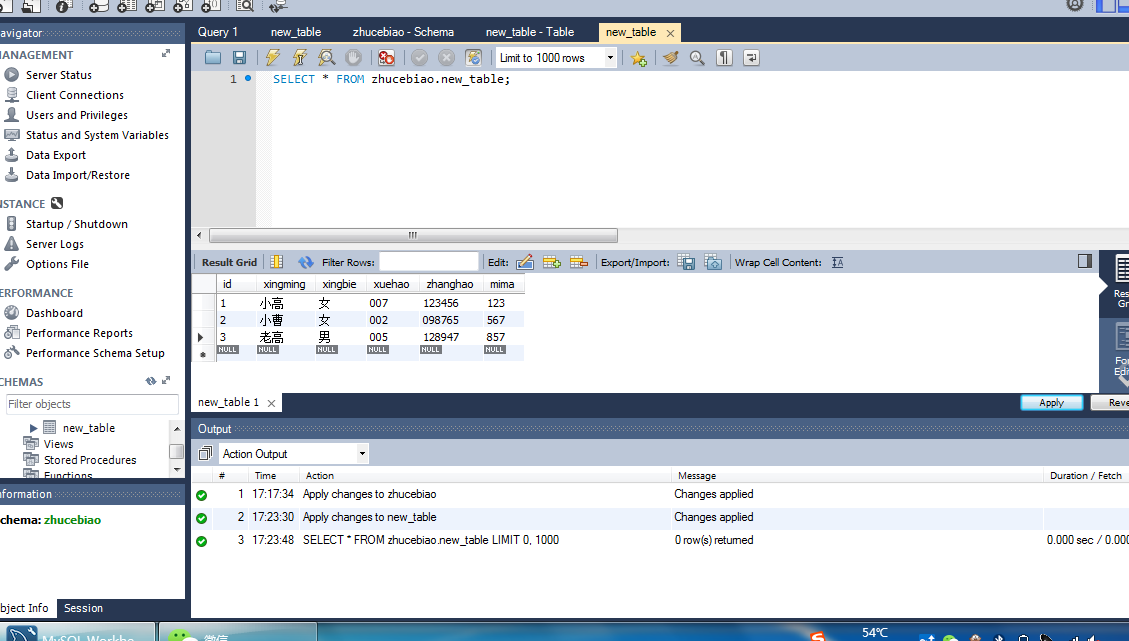 avigator
Query 1
new_table
zhucebiao - Schema
new_table - Table
new_table
ANAGEMENT
Server Status
Client Connections
Users and Privileges
Status and System Variables
Data Export
Data Import/Restore
NSTANCE
Startup / Shutdown
Server Logs
Options File
ERFORMANCE
Dashboard
Performance Reports
Performance Schema Setup
CHEMAS
Filter objects
new_table
Views
Stored Procedures
Functions
nformation
chema: zhucebiao
bject Info
Session
Limit to 1000 rows
1
SELECT * FROM zhucebiao.new_table;
Result Grid
Filter Rows:
Edit:
Export/Import:
Wrap Cell Content:
id xingming xingbie xuehao zhanghao mima
1 小高 女 007 123456 123
2 小曹 女 002 098765 567
3 老高 男 005 128947 857
NULL NULL NULL NULL NULL NULL
Res
Gr
For
Edi
new_table 1
Apply
Reve
Output
Action Output
# Time Action Message Duration / Fetch
1 17:17:34 Apply changes to zhucebiao Changes applied
2 17:23:30 Apply changes to new_table Changes applied
3 17:23:48 SELECT * FROM zhucebiao.new_table LIMIT 0, 1000 0 row(s) returned 0.000 sec / 0.000
MySQL Workbe
微信
54℃